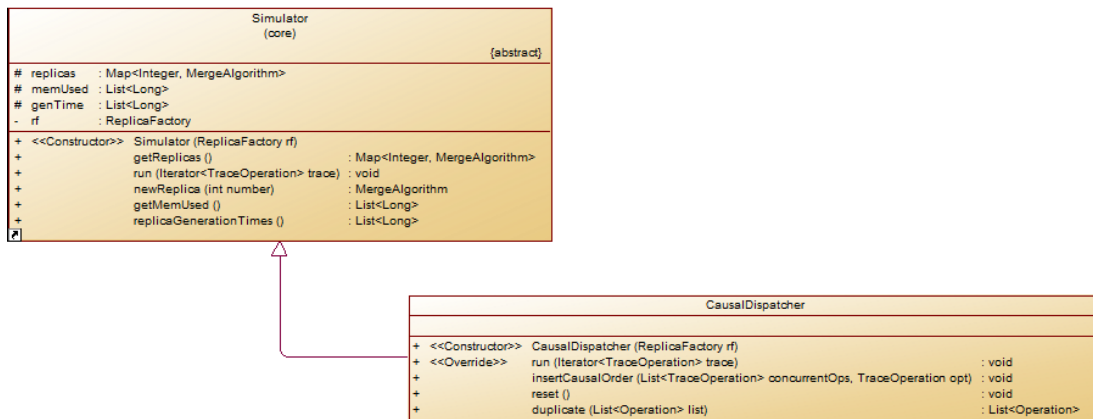 Simulator
(core)
{abstract}
# replicas : Map<Integer, MergeAlgorithm>
# memUsed : List<Long>
# genTime : List<Long>
- rf : ReplicaFactory
+ <<Constructor>> Simulator (ReplicaFactory rf)
+ getReplicas () : Map<Integer, MergeAlgorithm>
+ run (Iterator<TraceOperation> trace) : void
+ newReplica (int number) : MergeAlgorithm
+ getMemUsed () : List<Long>
+ replicaGenerationTimes () : List<Long>
CausalDispatcher
+ <<Constructor>> CausalDispatcher (ReplicaFactory rf)
+ <<Override>> run (Iterator<TraceOperation> trace) : void
+ insertCausalOrder (List<TraceOperation> concurrentOps, TraceOperation opt) : void
+ reset () : void
+ duplicate (List<Operation> list) : List<Operation>